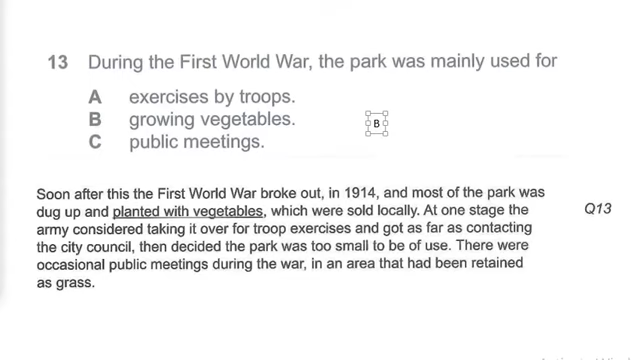 13 During the First World War, the park was mainly used for
A exercises by troops.
B growing vegetables.
B
C public meetings.
Soon after this the First World War broke out, in 1914, and most of the park was
dug up and planted with vegetables, which were sold locally. At one stage the
Q13
army considered taking it over for troop exercises and got as far as contacting
the city council, then decided the park was too small to be of use. There were
occasional public meetings during the war, in an area that had been retained
as grass.